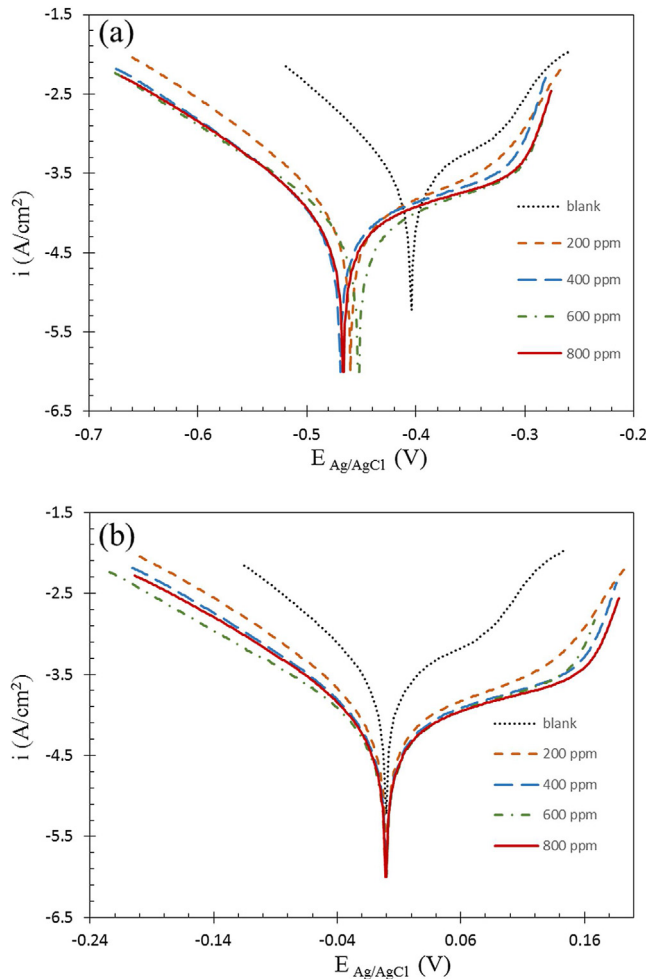 (a)
-1.5
-2.5
-3.5
-4.5
-5.5
-6.5
i (A/cm²)
blank
200 ppm
400 ppm
600 ppm
800 ppm
-0.7 -0.6 -0.5 -0.4 -0.3 -0.2
E Ag/AgCl (V)
(b)
-1.5
-2.5
-3.5
-4.5
-5.5
-6.5
i (A/cm²)
blank
200 ppm
400 ppm
600 ppm
800 ppm
-0.24 -0.14 -0.04 0.06 0.16
E Ag/AgCl (V)